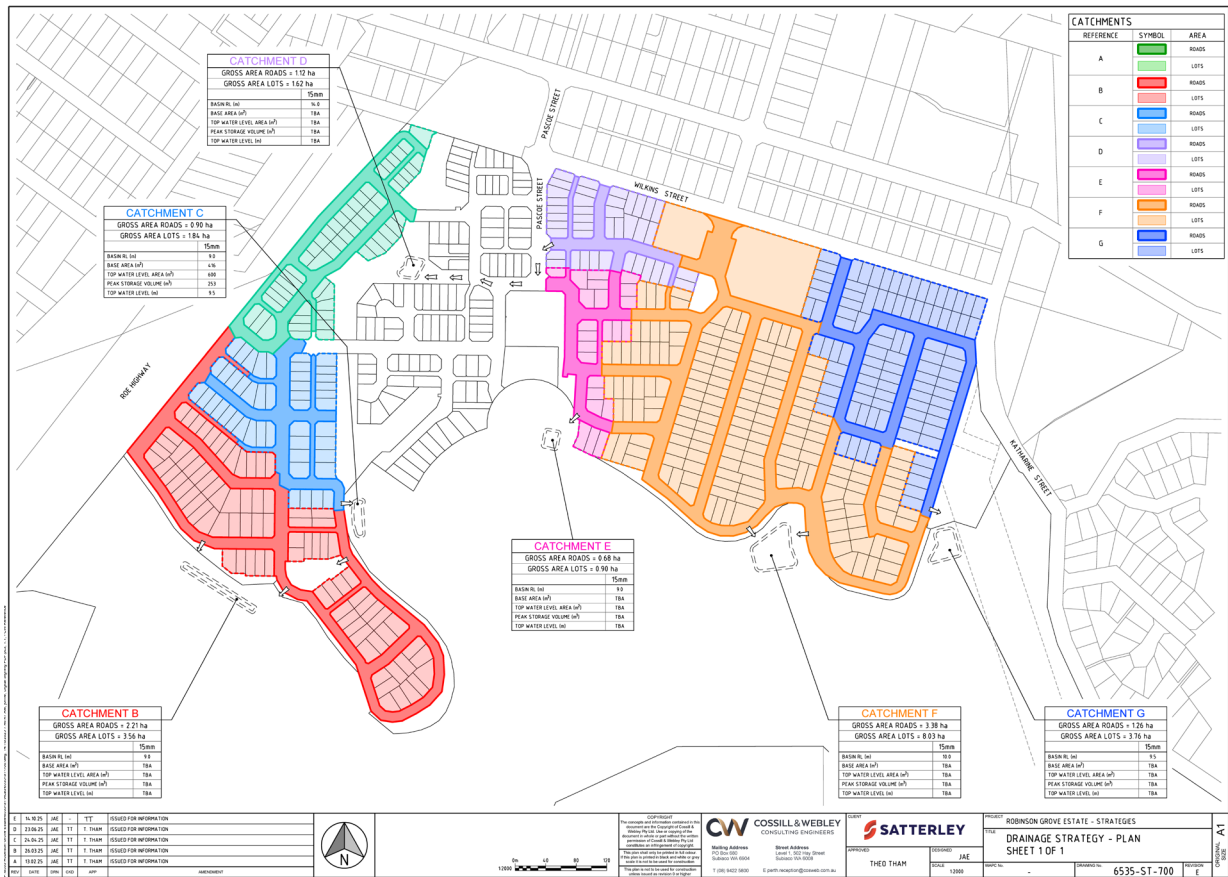 CATCHMENTS
REFERENCE SYMBOL AREA
A ROADS
LOTS
B ROADS
LOTS
C ROADS
LOTS
D ROADS
LOTS
E ROADS
LOTS
F ROADS
LOTS
G ROADS
LOTS
CATCHMENT D
GROSS AREA ROADS = 1.12 ha
GROSS AREA LOTS = 1.62 ha
15mm
BASIN RL (m) 14.0
BASE AREA (m²) TBA
TOP WATER LEVEL AREA (m²) TBA
PEAK STORAGE VOLUME (m³) TBA
TOP WATER LEVEL (m) TBA
PASCOE STREET
PASCOE STREET
WILKINS STREET
CATCHMENT C
GROSS AREA ROADS = 0.90 ha
GROSS AREA LOTS = 1.84 ha
15mm
BASIN RL (m) 9.0
BASE AREA (m²) 416
TOP WATER LEVEL AREA (m²) 600
PEAK STORAGE VOLUME (m³) 253
TOP WATER LEVEL (m) 9.5
ROE HIGHWAY
KATHARINE STREET
CATCHMENT E
GROSS AREA ROADS = 0.68 ha
GROSS AREA LOTS = 0.90 ha
15mm
BASIN RL (m) 9.0
BASE AREA (m²) TBA
TOP WATER LEVEL AREA (m²) TBA
PEAK STORAGE VOLUME (m³) TBA
TOP WATER LEVEL (m) TBA
CATCHMENT B
GROSS AREA ROADS = 2.21 ha
GROSS AREA LOTS = 3.56 ha
15mm
BASIN RL (m) 9.0
BASE AREA (m²) TBA
TOP WATER LEVEL AREA (m²) TBA
PEAK STORAGE VOLUME (m³) TBA
TOP WATER LEVEL (m) TBA
CATCHMENT F
GROSS AREA ROADS = 3.38 ha
GROSS AREA LOTS = 8.03 ha
15mm
BASIN RL (m) 10.0
BASE AREA (m²) TBA
TOP WATER LEVEL AREA (m²) TBA
PEAK STORAGE VOLUME (m³) TBA
TOP WATER LEVEL (m) TBA
CATCHMENT G
GROSS AREA ROADS = 1.26 ha
GROSS AREA LOTS = 3.76 ha
15mm
BASIN RL (m) 9.5
BASE AREA (m²) TBA
TOP WATER LEVEL AREA (m²) TBA
PEAK STORAGE VOLUME (m³) TBA
TOP WATER LEVEL (m) TBA
E 14.10.25 JAE - TT ISSUED FOR INFORMATION
D 23.06.25 JAE TT T. THAM ISSUED FOR INFORMATION
C 24.04.25 JAE TT T. THAM ISSUED FOR INFORMATION
B 26.03.25 JAE TT T. THAM ISSUED FOR INFORMATION
A 13.02.25 JAE TT T. THAM ISSUED FOR INFORMATION
REV DATE DRN CKD APP AMENDMENT
N
1:2000 0m 40 80 120
COPYRIGHT
CW COSSILL & WEBLEY
CONSULTING ENGINEERS
Mailing Address
PO Box 680
Subiaco WA 6904
Street Address
Level 1, 502 Hay Street
Subiaco WA 6008
T (08) 9422 5800 E perth.reception@cosweb.com.au
CLIENT
SATTERLEY
APPROVED
THEO THAM
DESIGNED
JAE
SCALE
1:2000
PROJECT
ROBINSON GROVE ESTATE - STRATEGIES
TITLE
DRAINAGE STRATEGY - PLAN
SHEET 1 OF 1
WAPC No.
-
DRAWING No.
6535-ST-700
REVISION
E
ORIGINAL SIZE A1